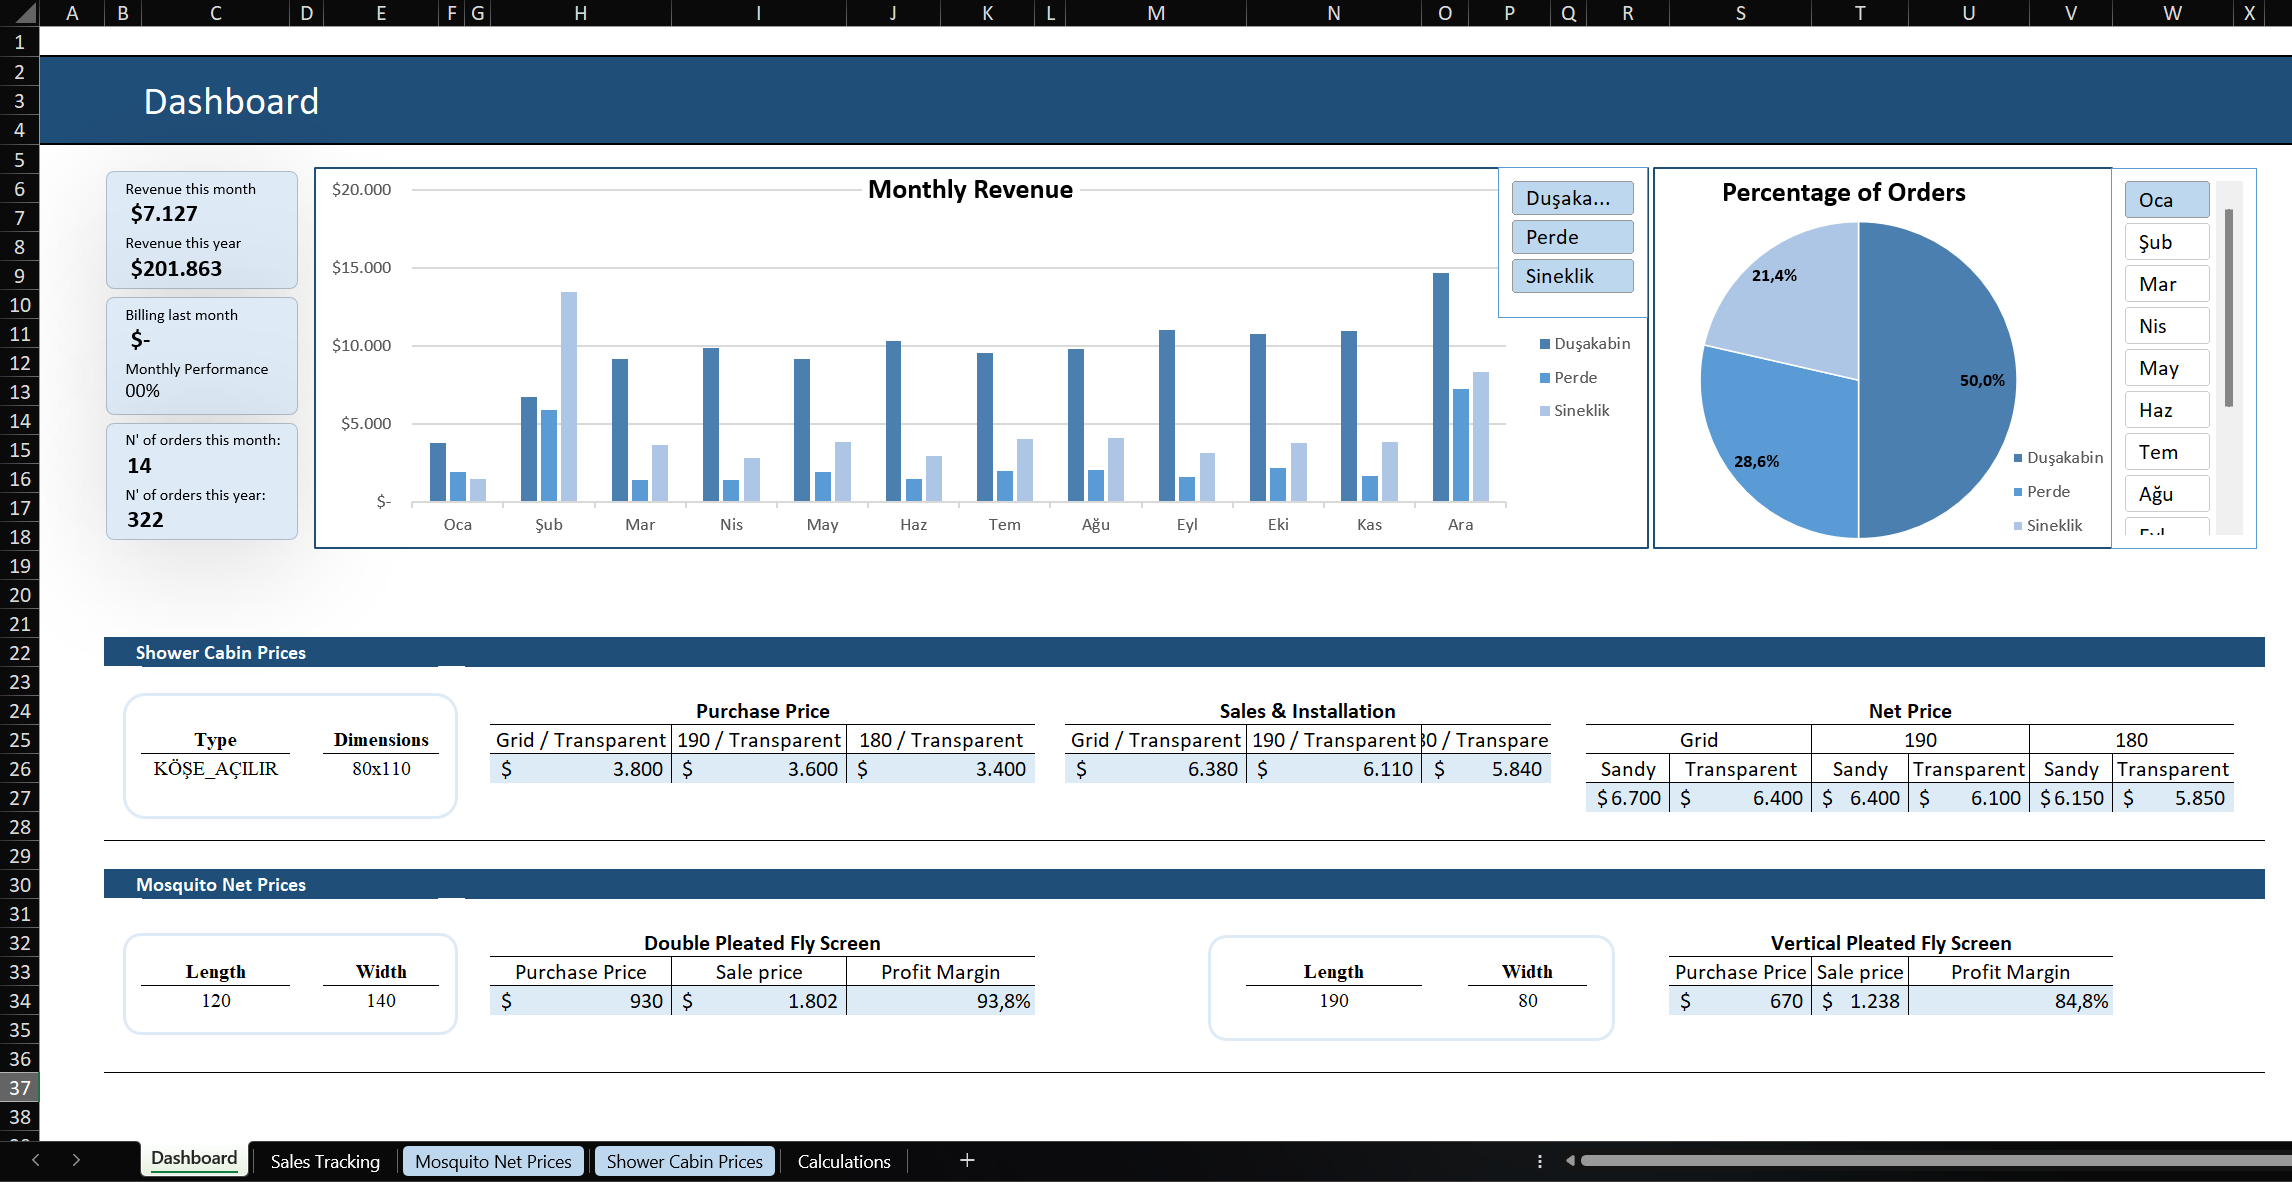 A B C D E F G H I J K L M N O P Q R S T U V W X
1
2
3
4
5
6
7
8
9
10
11
12
13
14
15
16
17
18
19
20
21
22
23
24
25
26
27
28
29
30
31
32
33
34
35
36
37
38
Dashboard
Revenue this month
$7.127
Revenue this year
$201.863
Billing last month
$-
Monthly Performance
00%
N' of orders this month:
14
N' of orders this year:
322
Monthly Revenue
$20.000
$15.000
$10.000
$5.000
$-
Oca Şub Mar Nis May Haz Tem Ağu Eyl Eki Kas Ara
Duşaka...
Perde
Sineklik
Duşakabin
Perde
Sineklik
Percentage of Orders
21,4%
50,0%
28,6%
Duşakabin
Perde
Sineklik
Oca
Şub
Mar
Nis
May
Haz
Tem
Ağu
Shower Cabin Prices
Type Dimensions
KÖŞE_AÇILIR 80x110
Purchase Price
Grid / Transparent 190 / Transparent 180 / Transparent
$ 3.800 $ 3.600 $ 3.400
Sales & Installation
Grid / Transparent 190 / Transparent 30 / Transpare
$ 6.380 $ 6.110 $ 5.840
Net Price
Grid 190 180
Sandy Transparent Sandy Transparent Sandy Transparent
$ 6.700 $ 6.400 $ 6.400 $ 6.100 $ 6.150 $ 5.850
Mosquito Net Prices
Length Width
120 140
Double Pleated Fly Screen
Purchase Price Sale price Profit Margin
$ 930 $ 1.802 93,8%
Length Width
190 80
Vertical Pleated Fly Screen
Purchase Price Sale price Profit Margin
$ 670 $ 1.238 84,8%
Dashboard Sales Tracking Mosquito Net Prices Shower Cabin Prices Calculations +